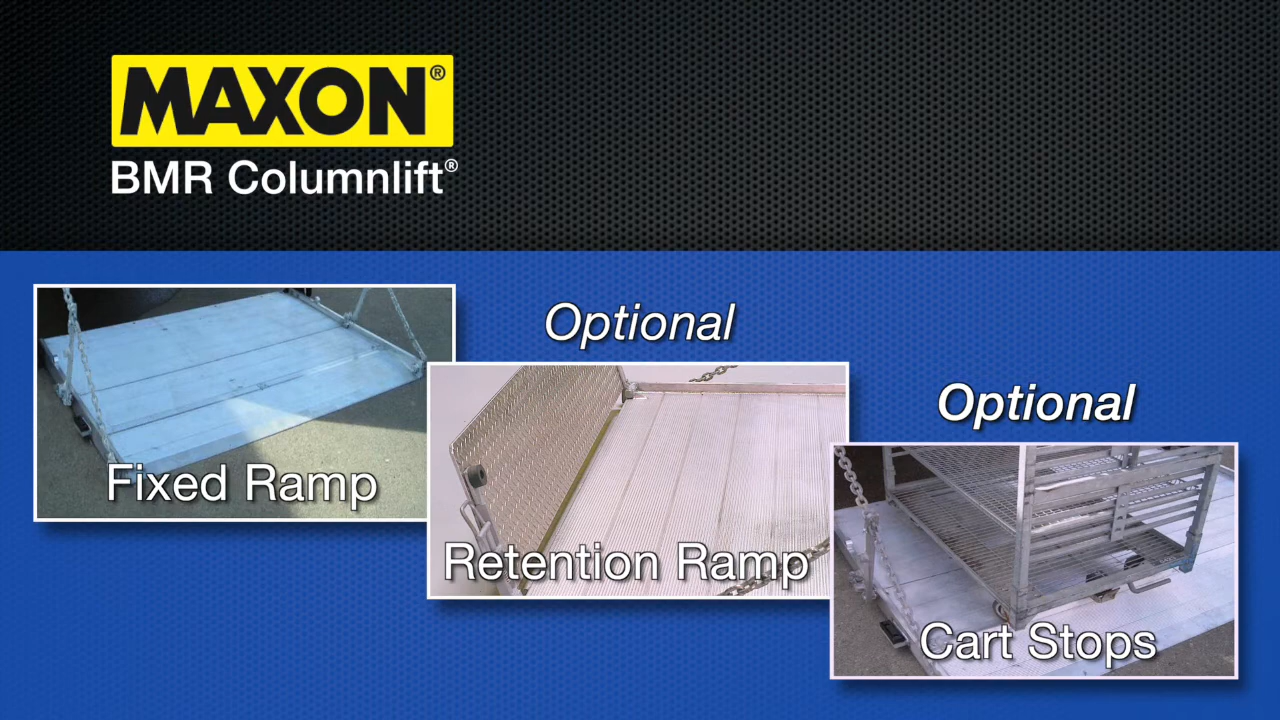 MAXON®
BMR Columnlift®
Fixed Ramp
Optional
Retention Ramp
Optional
Cart Stops